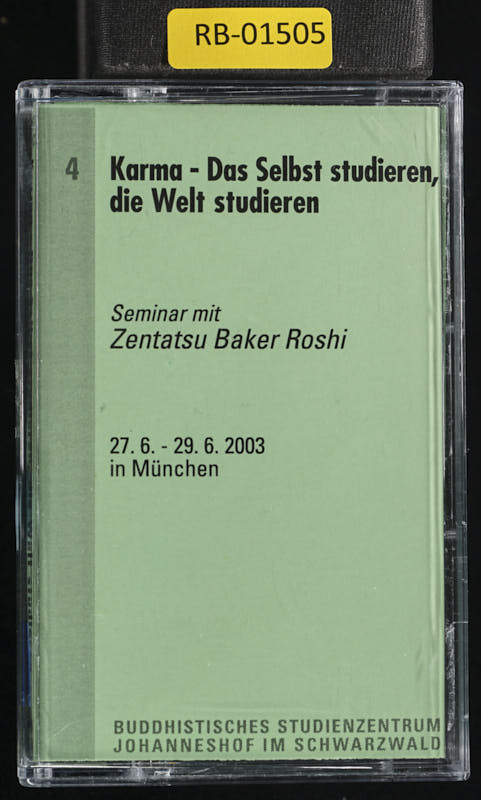 RB-01505
4
Karma - Das Selbst studieren,
die Welt studieren
Seminar mit
Zentatsu Baker Roshi
27. 6. - 29. 6. 2003
in München
BUDDHISTISCHES STUDIENZENTRUM
JOHANNESHOF IM SCHWARZWALD